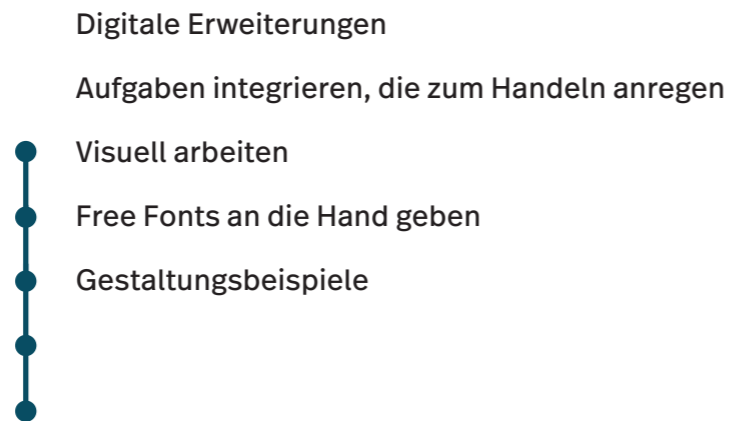 Digitale Erweiterungen
Aufgaben integrieren, die zum Handeln anregen
Visuell arbeiten
Free Fonts an die Hand geben
Gestaltungsbeispiele